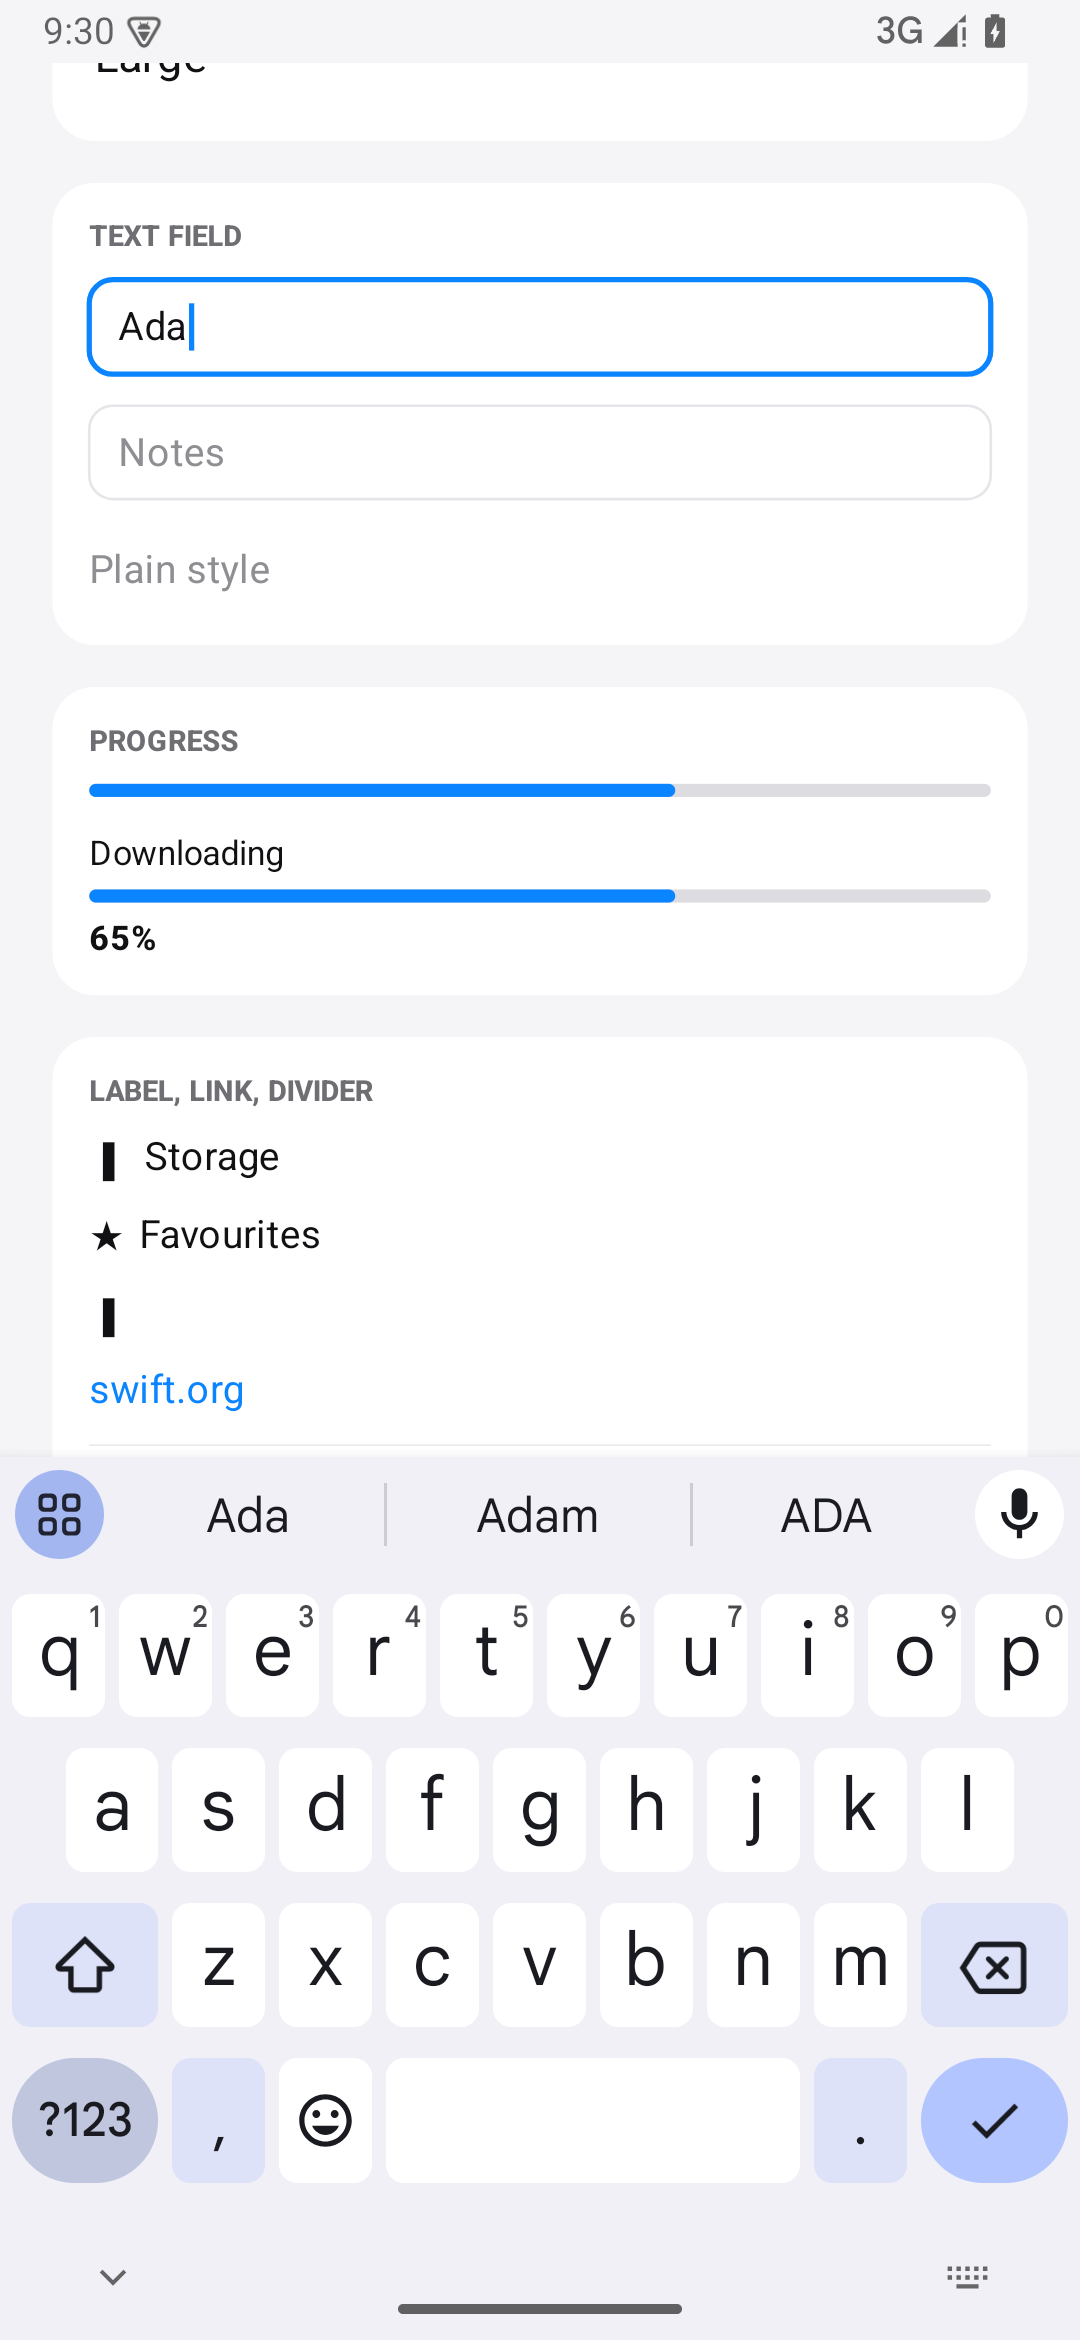 9:30
3G
Large
TEXT FIELD
Ada
Notes
Plain style
PROGRESS
Downloading
65%
LABEL, LINK, DIVIDER
Storage
★ Favourites
swift.org
Ada Adam ADA
q 1 w 2 e 3 r 4 t 5 y 6 u 7 i 8 o 9 p 0
a s d f g h j k l
z x c v b n m
?123 , .